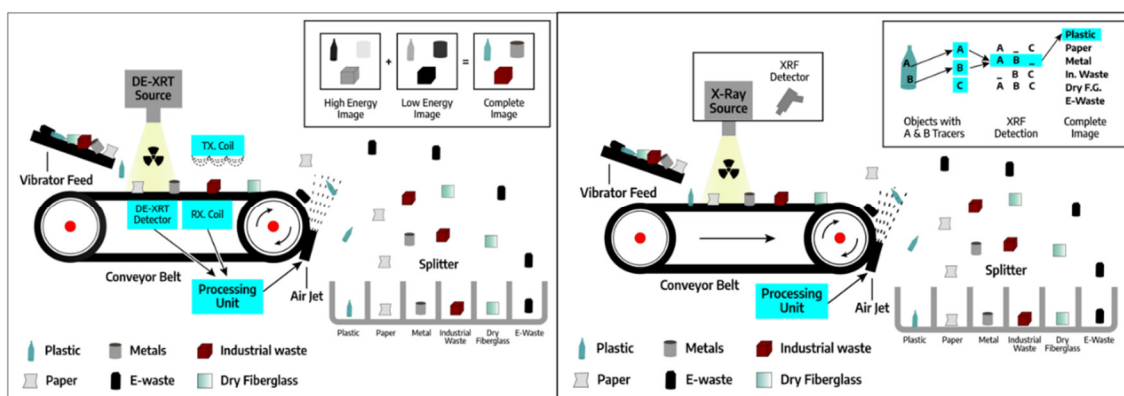 DE-XRT
Source
High Energy
Image
+
Low Energy
Image
=
Complete
Image
TX. Coil
Vibrator Feed
DE-XRT
Detector
RX. Coil
Conveyor Belt
Processing
Unit
Air Jet
Splitter
Plastic
Paper
Metal
Industrial
Waste
Dry
Fiberglass
E-Waste
Plastic
Metals
Industrial waste
Paper
E-waste
Dry Fiberglass
X-Ray
Source
XRF
Detector
A
B
A
B
C
A _ C
A B _
_ B C
A B C
Plastic
Paper
Metal
In. Waste
Dry F.G.
E-Waste
Objects with
A & B Tracers
XRF
Detection
Complete
Image
Vibrator Feed
Conveyor Belt
Processing
Unit
Air Jet
Splitter
Plastic
Paper
Metal
Industrial
Waste
Dry
Fiberglass
E-Waste
Plastic
Metals
Industrial waste
Paper
E-waste
Dry Fiberglass